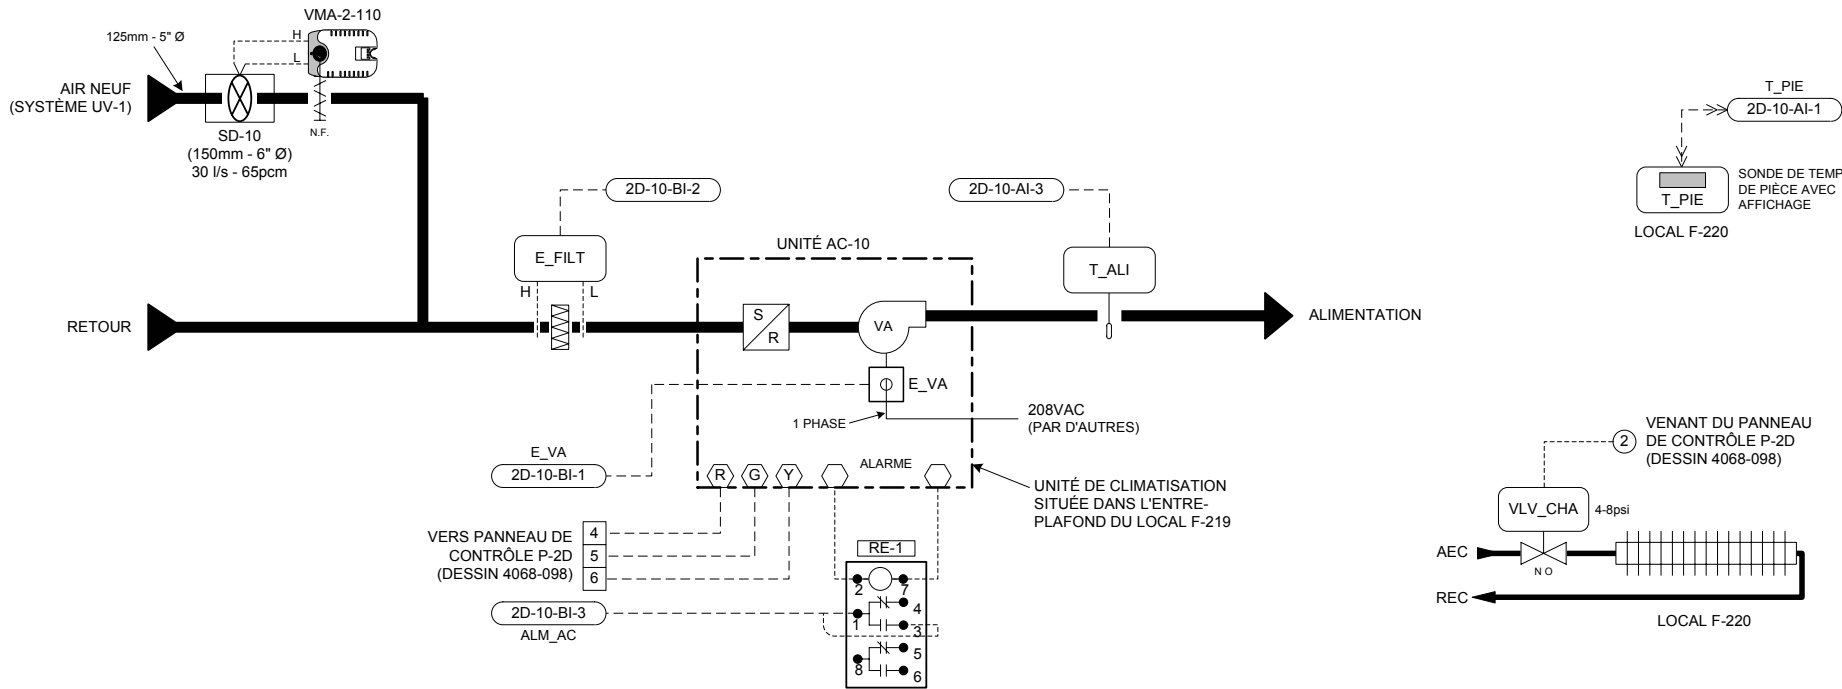 VMA-2-110
125mm - 5" Ø
H
L
AIR NEUF
(SYSTÈME UV-1)
N.F.
SD-10
(150mm - 6" Ø)
30 l/s - 65pcm
T_PIE
2D-10-AI-1
T_PIE
SONDE DE TEMP
DE PIÈCE AVEC
AFFICHAGE
LOCAL F-220
2D-10-BI-2
2D-10-AI-3
E_FILT
H
L
UNITÉ AC-10
T_ALI
RETOUR
S
R
VA
ALIMENTATION
E_VA
1 PHASE
208VAC
(PAR D'AUTRES)
E_VA
2D-10-BI-1
R
G
Y
ALARME
UNITÉ DE CLIMATISATION
SITUÉE DANS L'ENTRE-
PLAFOND DU LOCAL F-219
VERS PANNEAU DE
CONTRÔLE P-2D
(DESSIN 4068-098)
4
5
6
RE-1
2
7
4
1
3
5
8
6
2D-10-BI-3
ALM_AC
2
VENANT DU PANNEAU
DE CONTRÔLE P-2D
(DESSIN 4068-098)
VLV_CHA
4-8psi
AEC
N O
REC
LOCAL F-220